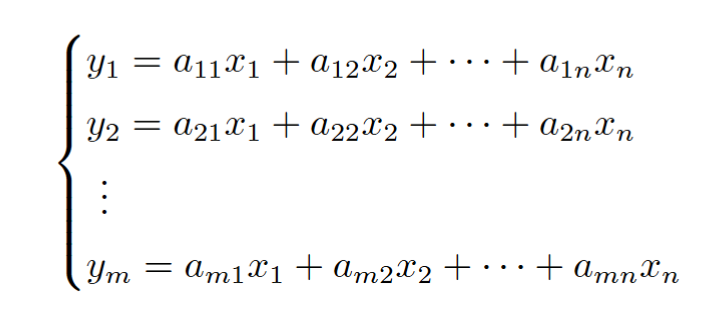 y₁ = a₁₁x₁ + a₁₂x₂ + ⋯ + a₁ₙxₙ
y₂ = a₂₁x₁ + a₂₂x₂ + ⋯ + a₂ₙxₙ
⋮
yₘ = aₘ₁x₁ + aₘ₂x₂ + ⋯ + aₘₙxₙ